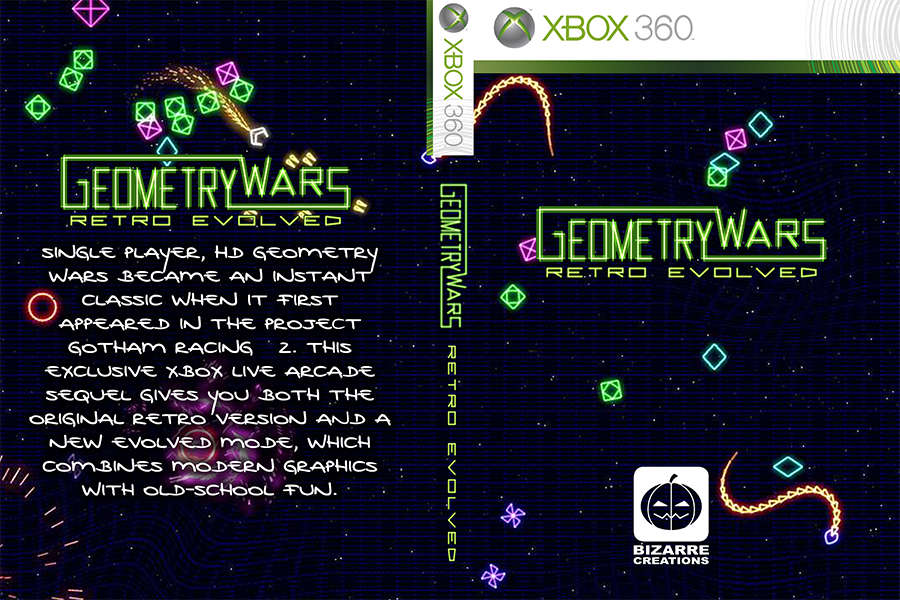 GEOMETRY WARS
RETRO EVOLVED
SINGLE PLAYER, HD GEOMETRY
WARS BECAME AN INSTANT
CLASSIC WHEN IT FIRST
APPEARED IN THE PROJECT
GOTHAM RACING 2. THIS
EXCLUSIVE XBOX LIVE ARCADE
SEQUEL GIVES YOU BOTH THE
ORIGINAL RETRO VERSION AND A
NEW EVOLVED MODE, WHICH
COMBINES MODERN GRAPHICS
WITH OLD-SCHOOL FUN.
XBOX 360
GEOMETRY WARS
RETRO EVOLVED
XBOX 360
GEOMETRY WARS
RETRO EVOLVED
BIZARRE
CREATIONS